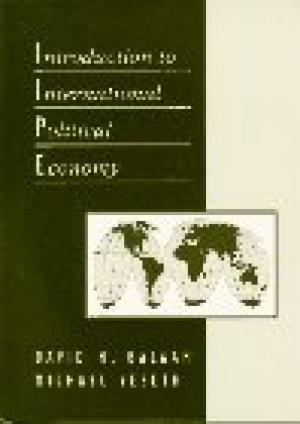 Introduction to
International
Political
Economy
DAVID N. BALAAM
MICHAEL VESETH